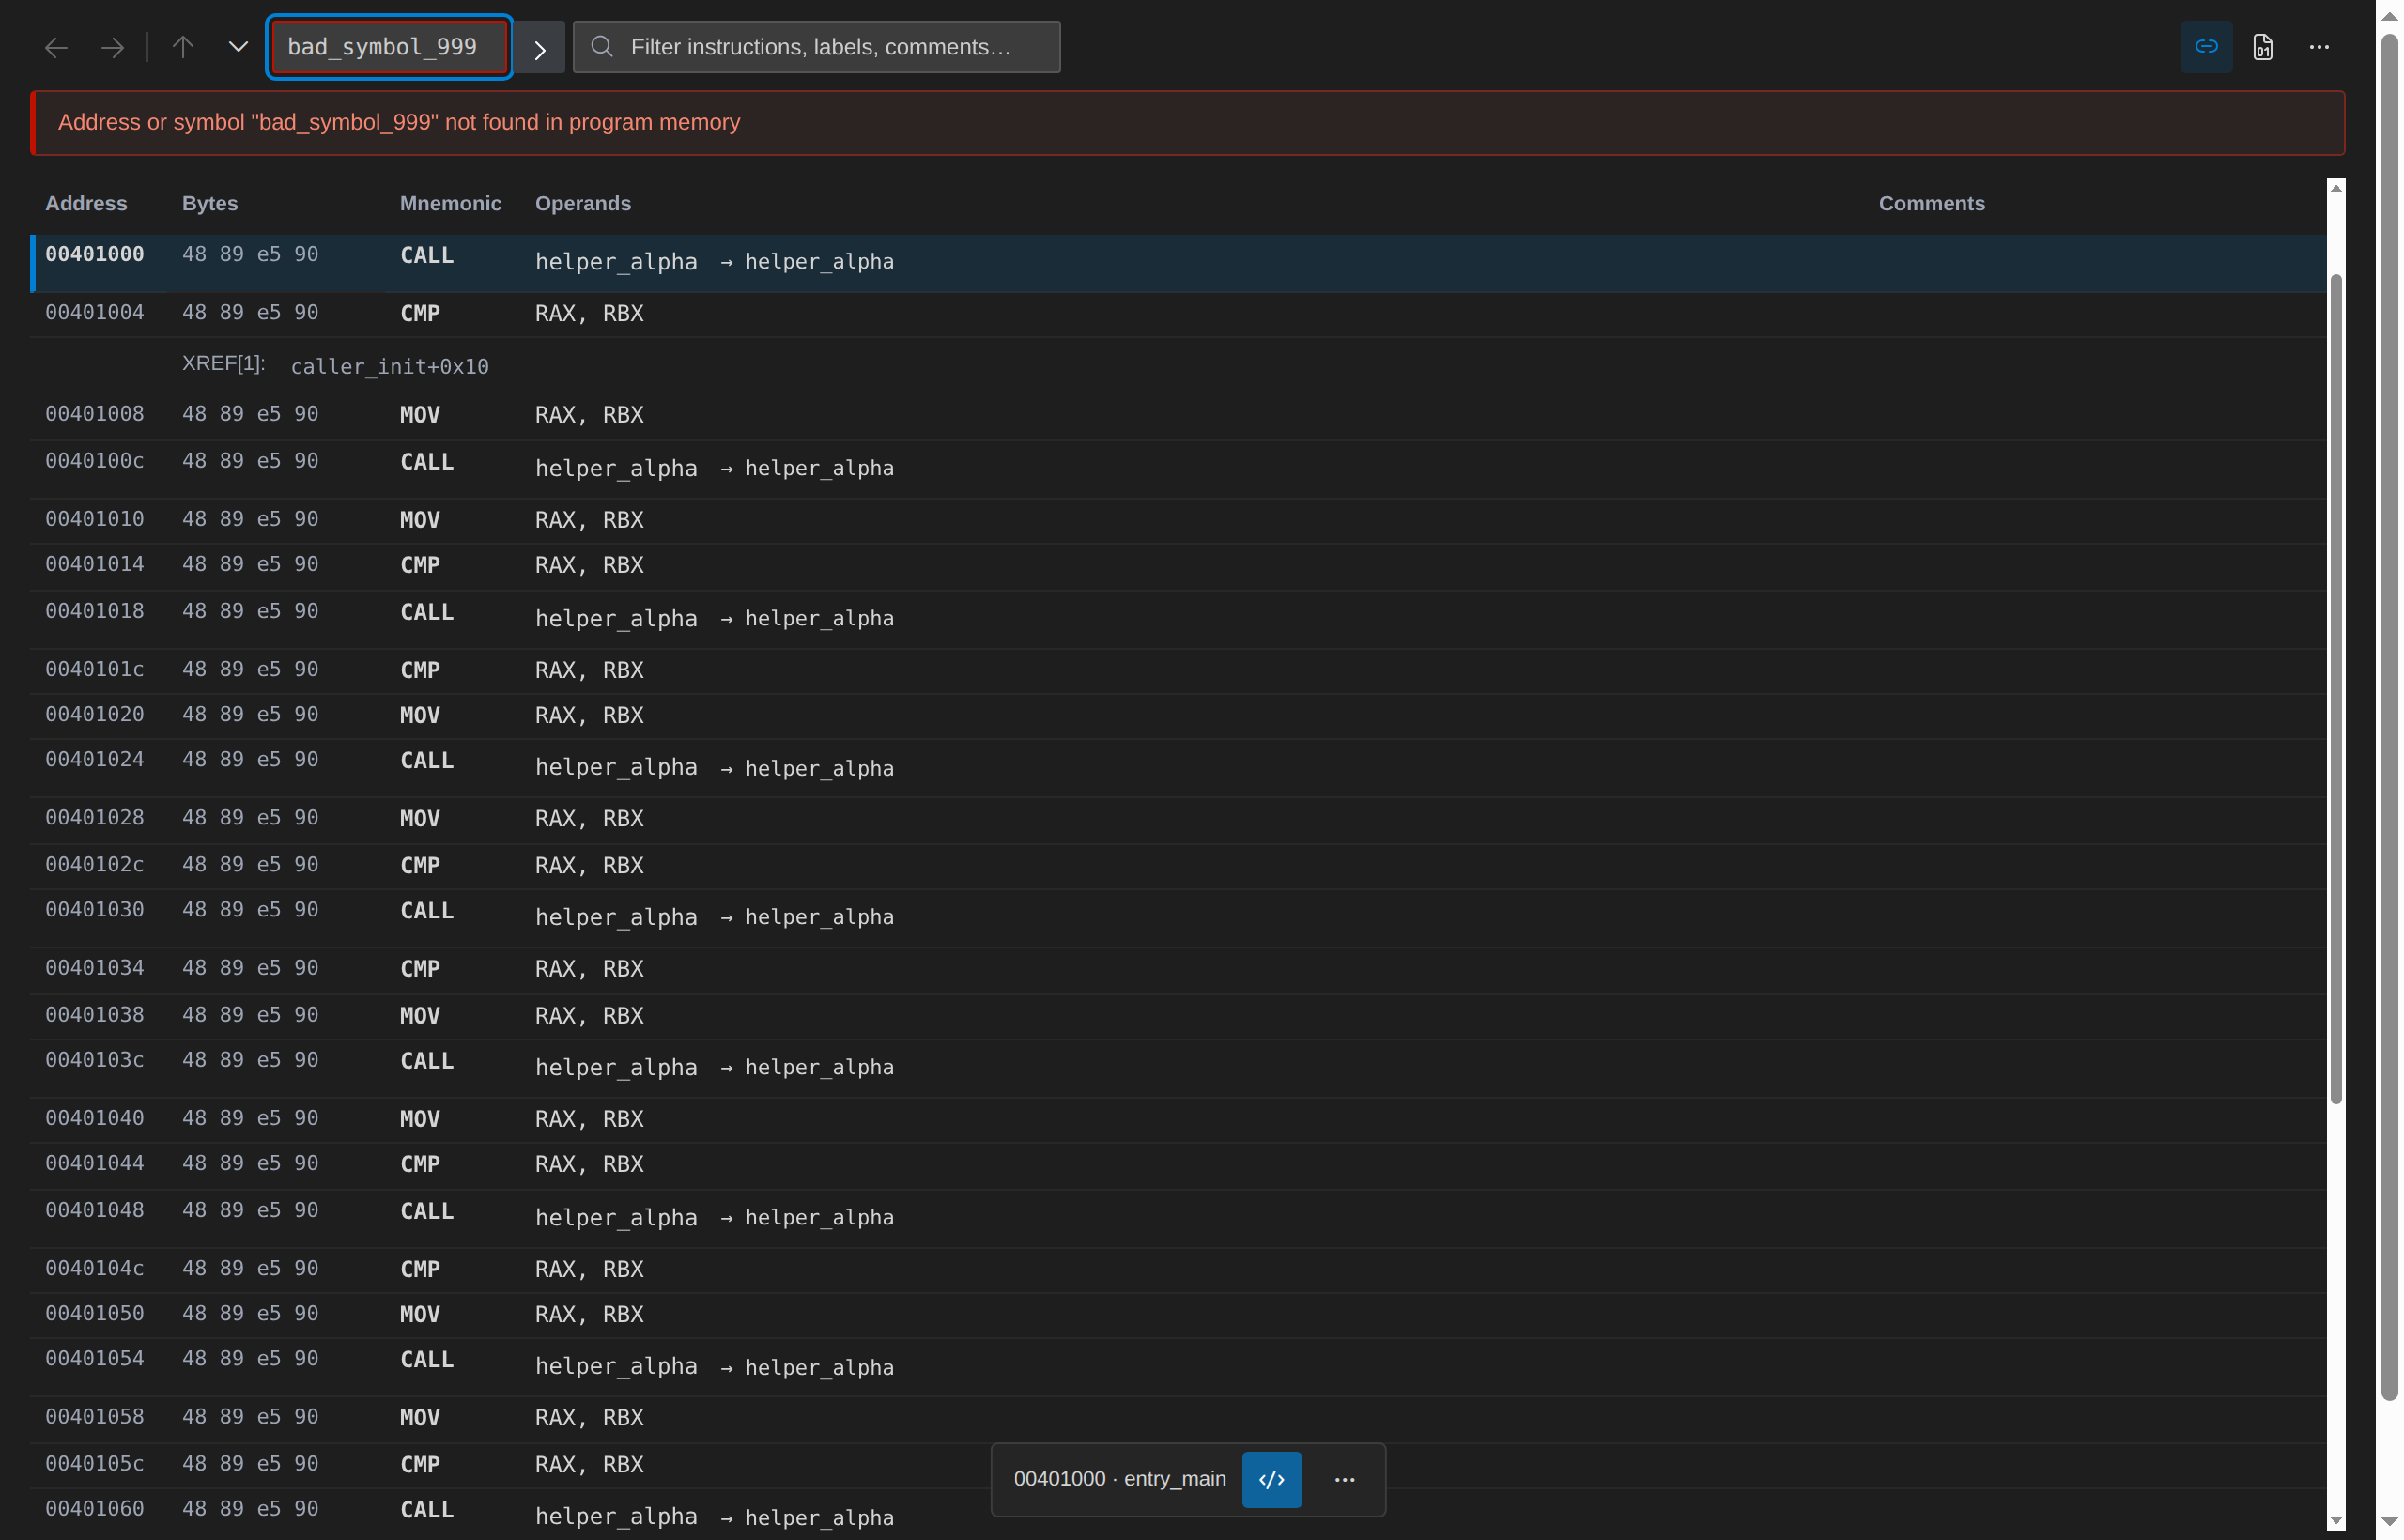 bad_symbol_999 Filter instructions, labels, comments…
Address or symbol "bad_symbol_999" not found in program memory
Address Bytes Mnemonic Operands Comments
00401000 48 89 e5 90 CALL helper_alpha → helper_alpha
00401004 48 89 e5 90 CMP RAX, RBX
XREF[1]: caller_init+0x10
00401008 48 89 e5 90 MOV RAX, RBX
0040100c 48 89 e5 90 CALL helper_alpha → helper_alpha
00401010 48 89 e5 90 MOV RAX, RBX
00401014 48 89 e5 90 CMP RAX, RBX
00401018 48 89 e5 90 CALL helper_alpha → helper_alpha
0040101c 48 89 e5 90 CMP RAX, RBX
00401020 48 89 e5 90 MOV RAX, RBX
00401024 48 89 e5 90 CALL helper_alpha → helper_alpha
00401028 48 89 e5 90 MOV RAX, RBX
0040102c 48 89 e5 90 CMP RAX, RBX
00401030 48 89 e5 90 CALL helper_alpha → helper_alpha
00401034 48 89 e5 90 CMP RAX, RBX
00401038 48 89 e5 90 MOV RAX, RBX
0040103c 48 89 e5 90 CALL helper_alpha → helper_alpha
00401040 48 89 e5 90 MOV RAX, RBX
00401044 48 89 e5 90 CMP RAX, RBX
00401048 48 89 e5 90 CALL helper_alpha → helper_alpha
0040104c 48 89 e5 90 CMP RAX, RBX
00401050 48 89 e5 90 MOV RAX, RBX
00401054 48 89 e5 90 CALL helper_alpha → helper_alpha
00401058 48 89 e5 90 MOV RAX, RBX
0040105c 48 89 e5 90 CMP RAX, RBX
00401000 · entry_main
00401060 48 89 e5 90 CALL helper_alpha → helper_alpha